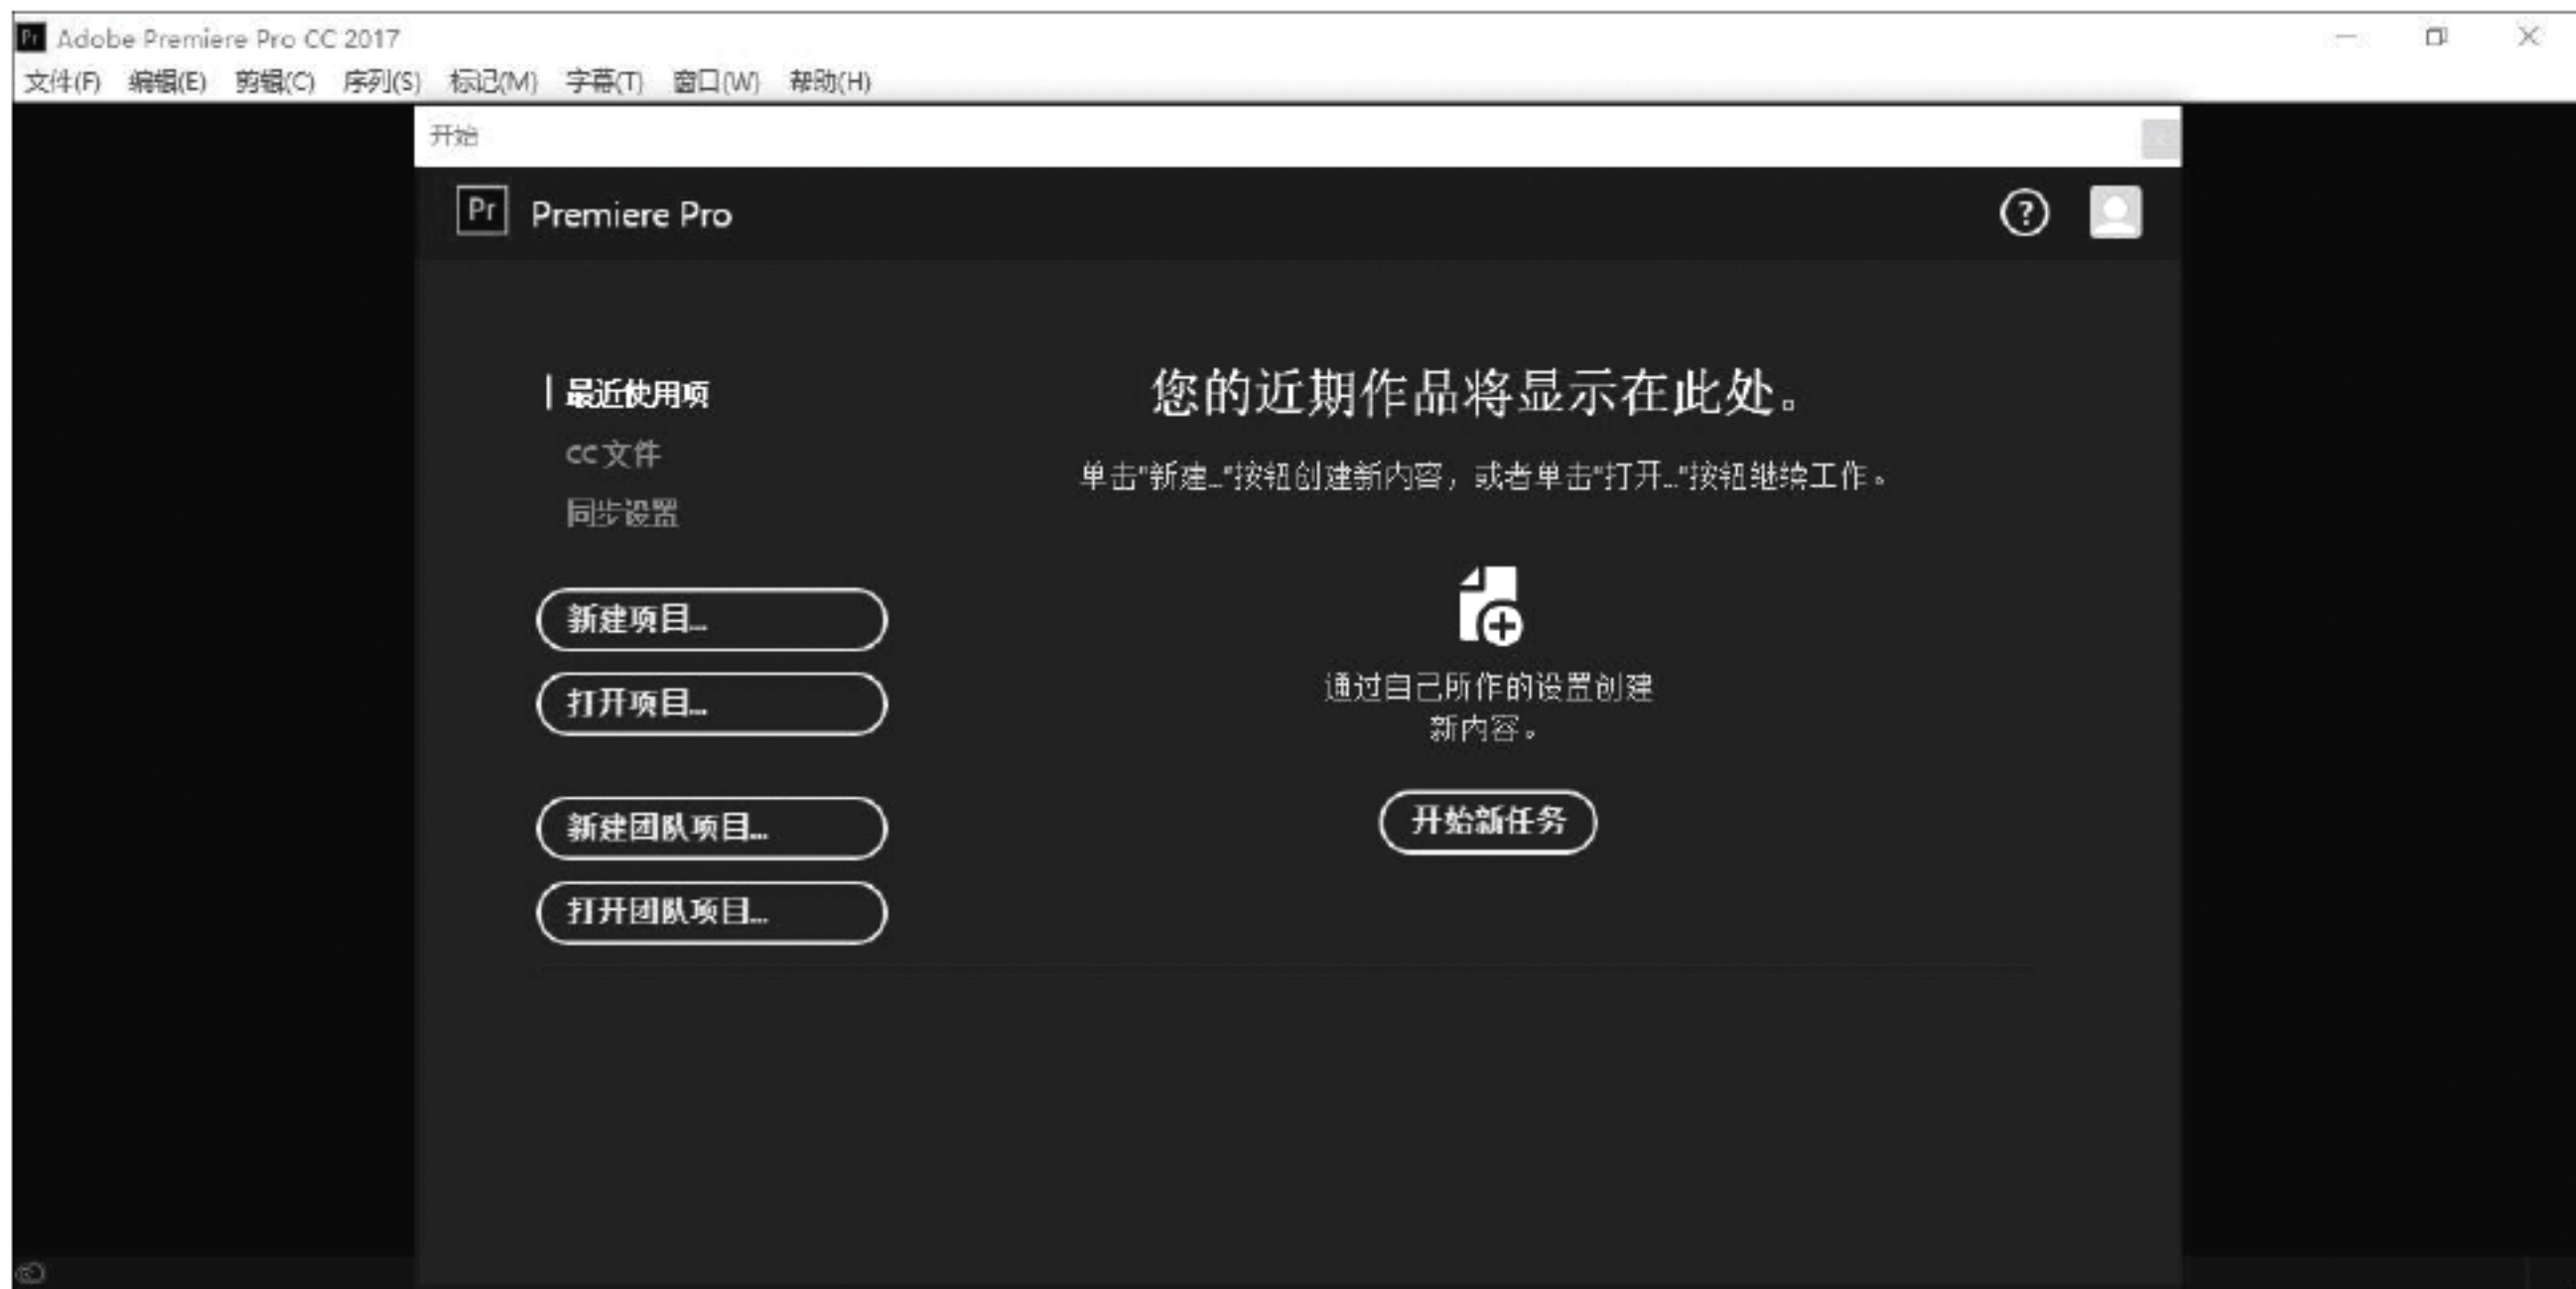 Pr Adobe Premiere Pro CC 2017
文件(F) 编辑(E) 剪辑(C) 序列(S) 标记(M) 字幕(T) 窗口(W) 帮助(H)
开始
Pr Premiere Pro ?
最近使用项
CC 文件
同步设置
新建项目...
打开项目...
新建团队项目...
打开团队项目...
您的近期作品将显示在此处。
单击"新建..."按钮创建新内容，或者单击"打开..."按钮继续工作。
通过自己所作的设置创建
新内容。
开始新任务